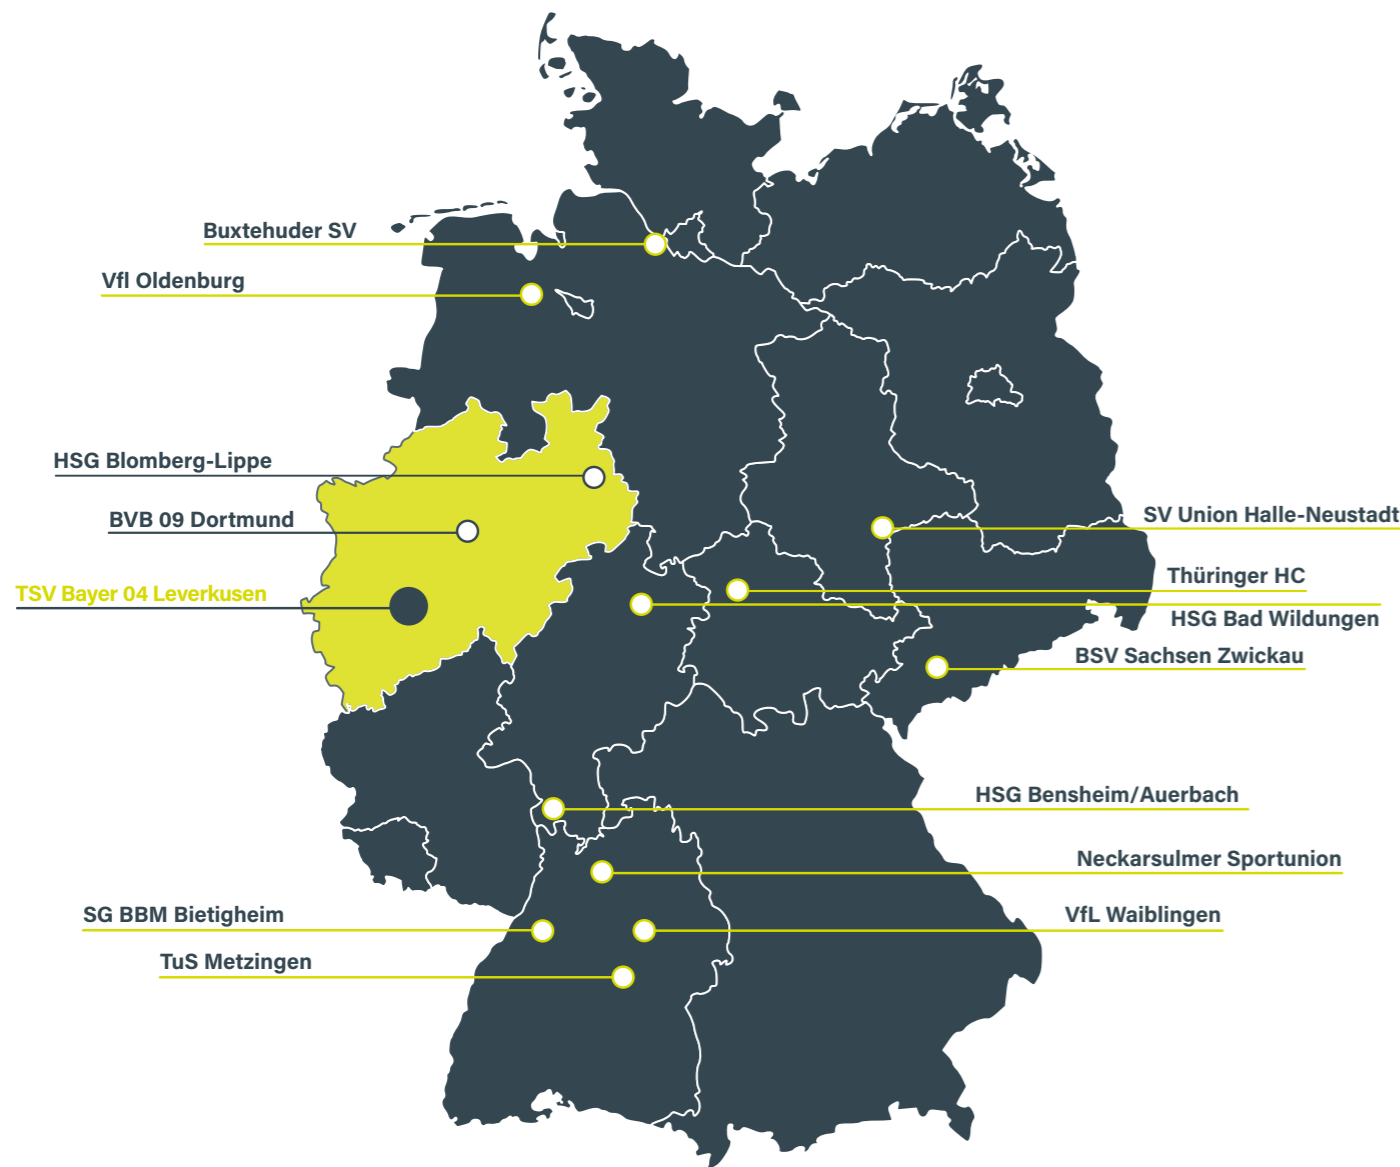 Buxtehuder SV
Vfl Oldenburg
HSG Blomberg-Lippe
BVB 09 Dortmund
SV Union Halle-Neustadt
Thüringer HC
TSV Bayer 04 Leverkusen
HSG Bad Wildungen
BSV Sachsen Zwickau
HSG Bensheim/Auerbach
Neckarsulmer Sportunion
SG BBM Bietigheim
VfL Waiblingen
TuS Metzingen